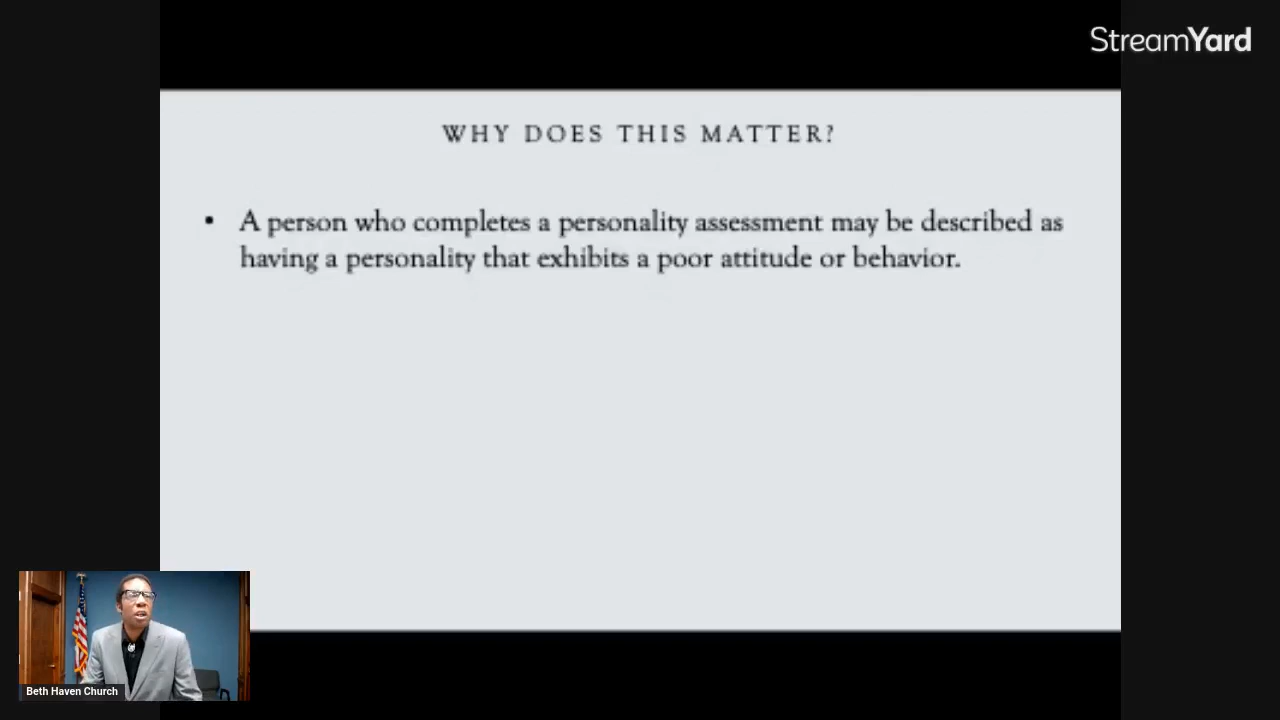 StreamYard
WHY DOES THIS MATTER?
• A person who completes a personality assessment may be described as
having a personality that exhibits a poor attitude or behavior.
Beth Haven Church